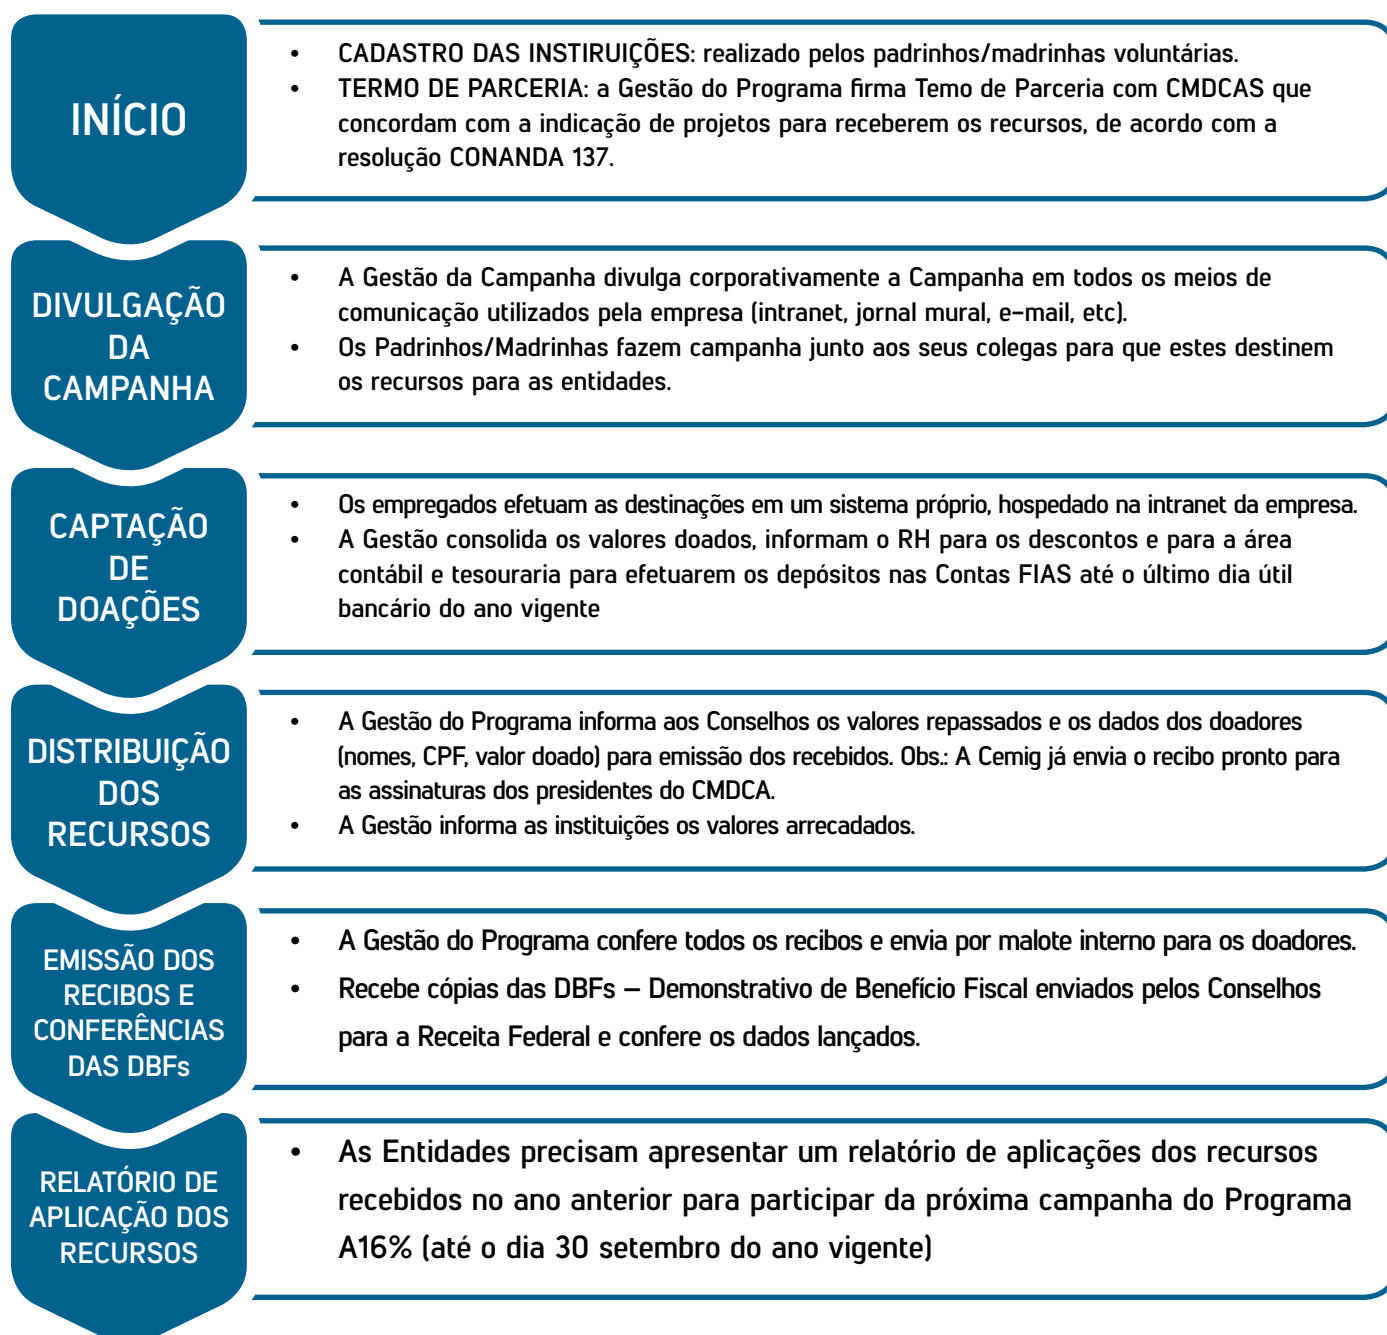 INÍCIO
• CADASTRO DAS INSTIRUIÇÕES: realizado pelos padrinhos/madrinhas voluntárias.
• TERMO DE PARCERIA: a Gestão do Programa firma Temo de Parceria com CMDCAS que
concordam com a indicação de projetos para receberem os recursos, de acordo com a
resolução CONANDA 137.
DIVULGAÇÃO
DA
CAMPANHA
• A Gestão da Campanha divulga corporativamente a Campanha em todos os meios de
comunicação utilizados pela empresa (intranet, jornal mural, e-mail, etc).
• Os Padrinhos/Madrinhas fazem campanha junto aos seus colegas para que estes destinem
os recursos para as entidades.
CAPTAÇÃO
DE
DOAÇÕES
• Os empregados efetuam as destinações em um sistema próprio, hospedado na intranet da empresa.
• A Gestão consolida os valores doados, informam o RH para os descontos e para a área
contábil e tesouraria para efetuarem os depósitos nas Contas FIAS até o último dia útil
bancário do ano vigente
DISTRIBUIÇÃO
DOS
RECURSOS
• A Gestão do Programa informa aos Conselhos os valores repassados e os dados dos doadores
(nomes, CPF, valor doado) para emissão dos recebidos. Obs.: A Cemig já envia o recibo pronto para
as assinaturas dos presidentes do CMDCA.
• A Gestão informa as instituições os valores arrecadados.
EMISSÃO DOS
RECIBOS E
CONFERÊNCIAS
DAS DBFs
• A Gestão do Programa confere todos os recibos e envia por malote interno para os doadores.
• Recebe cópias das DBFs – Demonstrativo de Benefício Fiscal enviados pelos Conselhos
para a Receita Federal e confere os dados lançados.
RELATÓRIO DE
APLICAÇÃO DOS
RECURSOS
• As Entidades precisam apresentar um relatório de aplicações dos recursos
recebidos no ano anterior para participar da próxima campanha do Programa
A16% (até o dia 30 setembro do ano vigente)